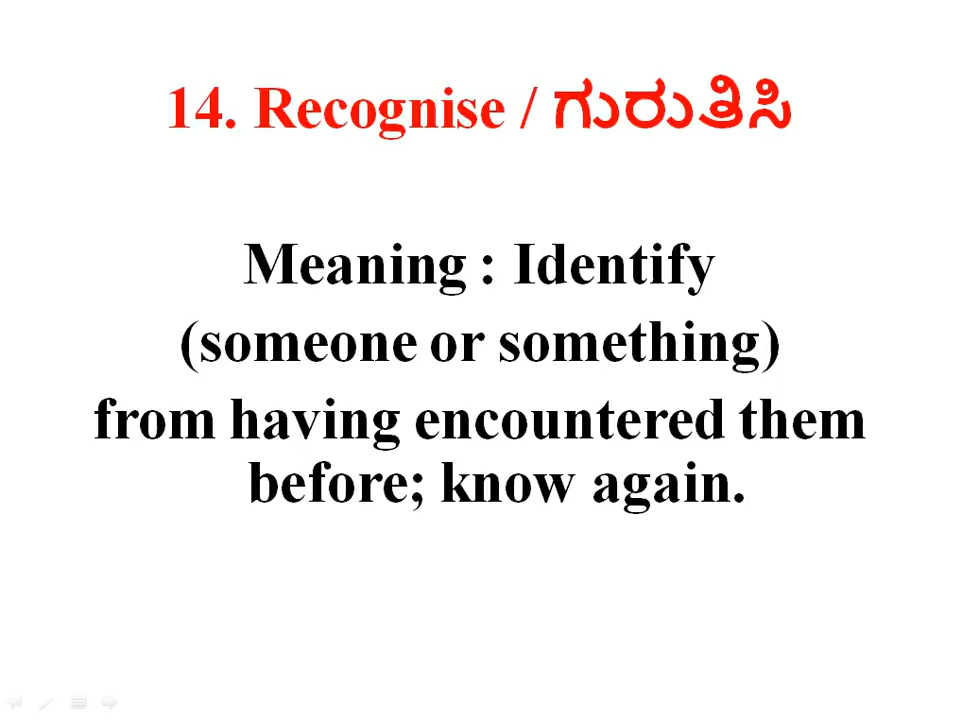 14. Recognise / ಗುರುತಿಸಿ
Meaning : Identify
(someone or something)
from having encountered them
before; know again.